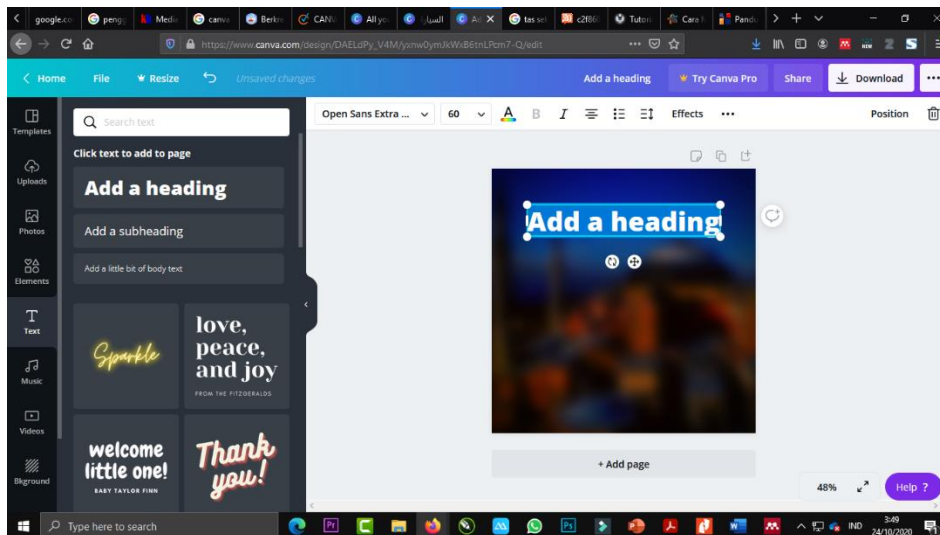 google.co
pengg
Medie
canva
Berkre
CANV
All you
السيار
Ad
tas sel
c2f86
Tutori
Cara
Pandu
https://www.canva.com/design/DAELdPy_V4M/yxnw0ymJkWxB6tnLPcm7-Q/edit
Home
File
Resize
Unsaved changes
Add a heading
Try Canva Pro
Share
Download
Templates
Uploads
Photos
Elements
Text
Music
Videos
Bkground
Search text
Click text to add to page
Add a heading
Add a subheading
Add a little bit of body text
Sparkle
love,
peace,
and joy
FROM THE FITZGERALDS
welcome
little one!
BABY TAYLOR FINN
Thank
you!
Open Sans Extra ...
60
A
B
I
Effects
Position
Add a heading
+ Add page
48%
Help ?
Type here to search
IND
3:49
24/10/2020